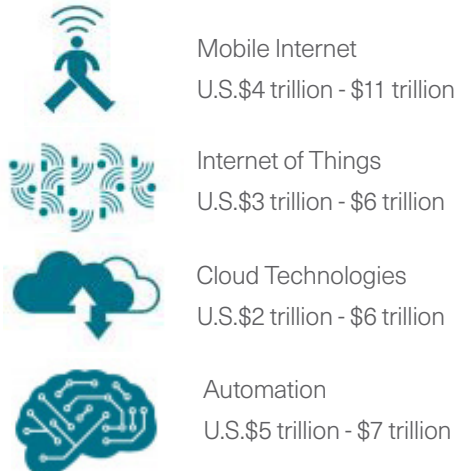 Mobile Internet
U.S.$4 trillion - $11 trillion
Internet of Things
U.S.$3 trillion - $6 trillion
Cloud Technologies
U.S.$2 trillion - $6 trillion
Automation
U.S.$5 trillion - $7 trillion